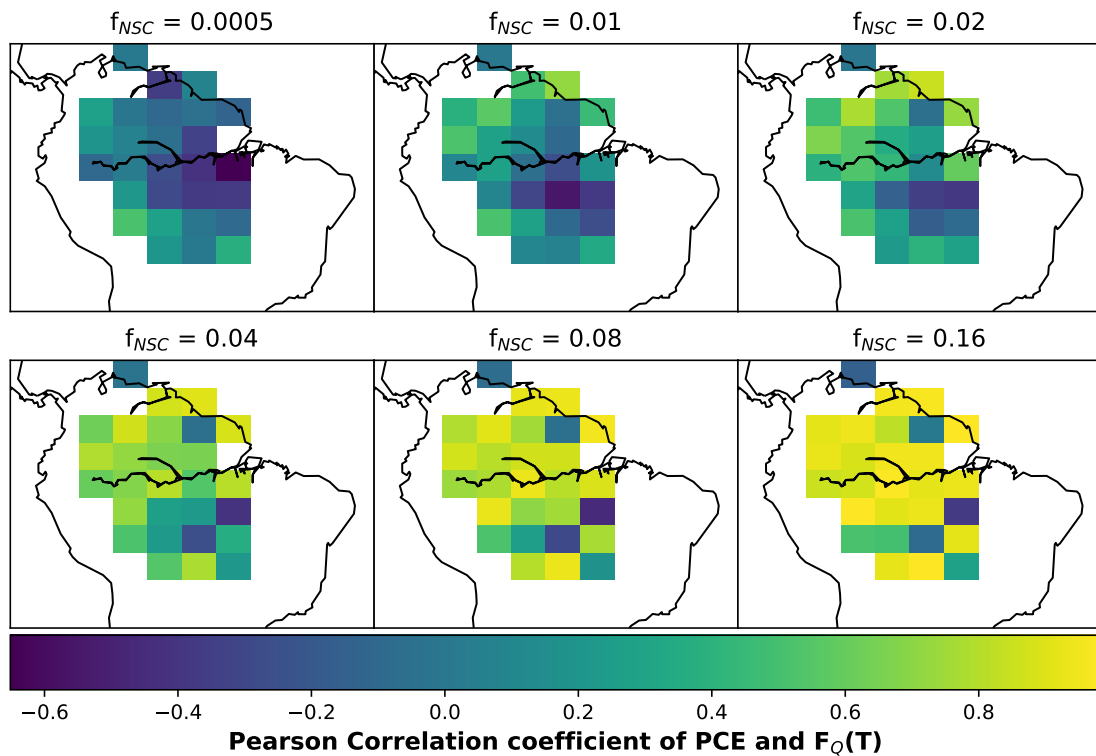 f_NSC = 0.0005 f_NSC = 0.01 f_NSC = 0.02
f_NSC = 0.04 f_NSC = 0.08 f_NSC = 0.16
−0.6 −0.4 −0.2 0.0 0.2 0.4 0.6 0.8
Pearson Correlation coefficient of PCE and F_Q(T)